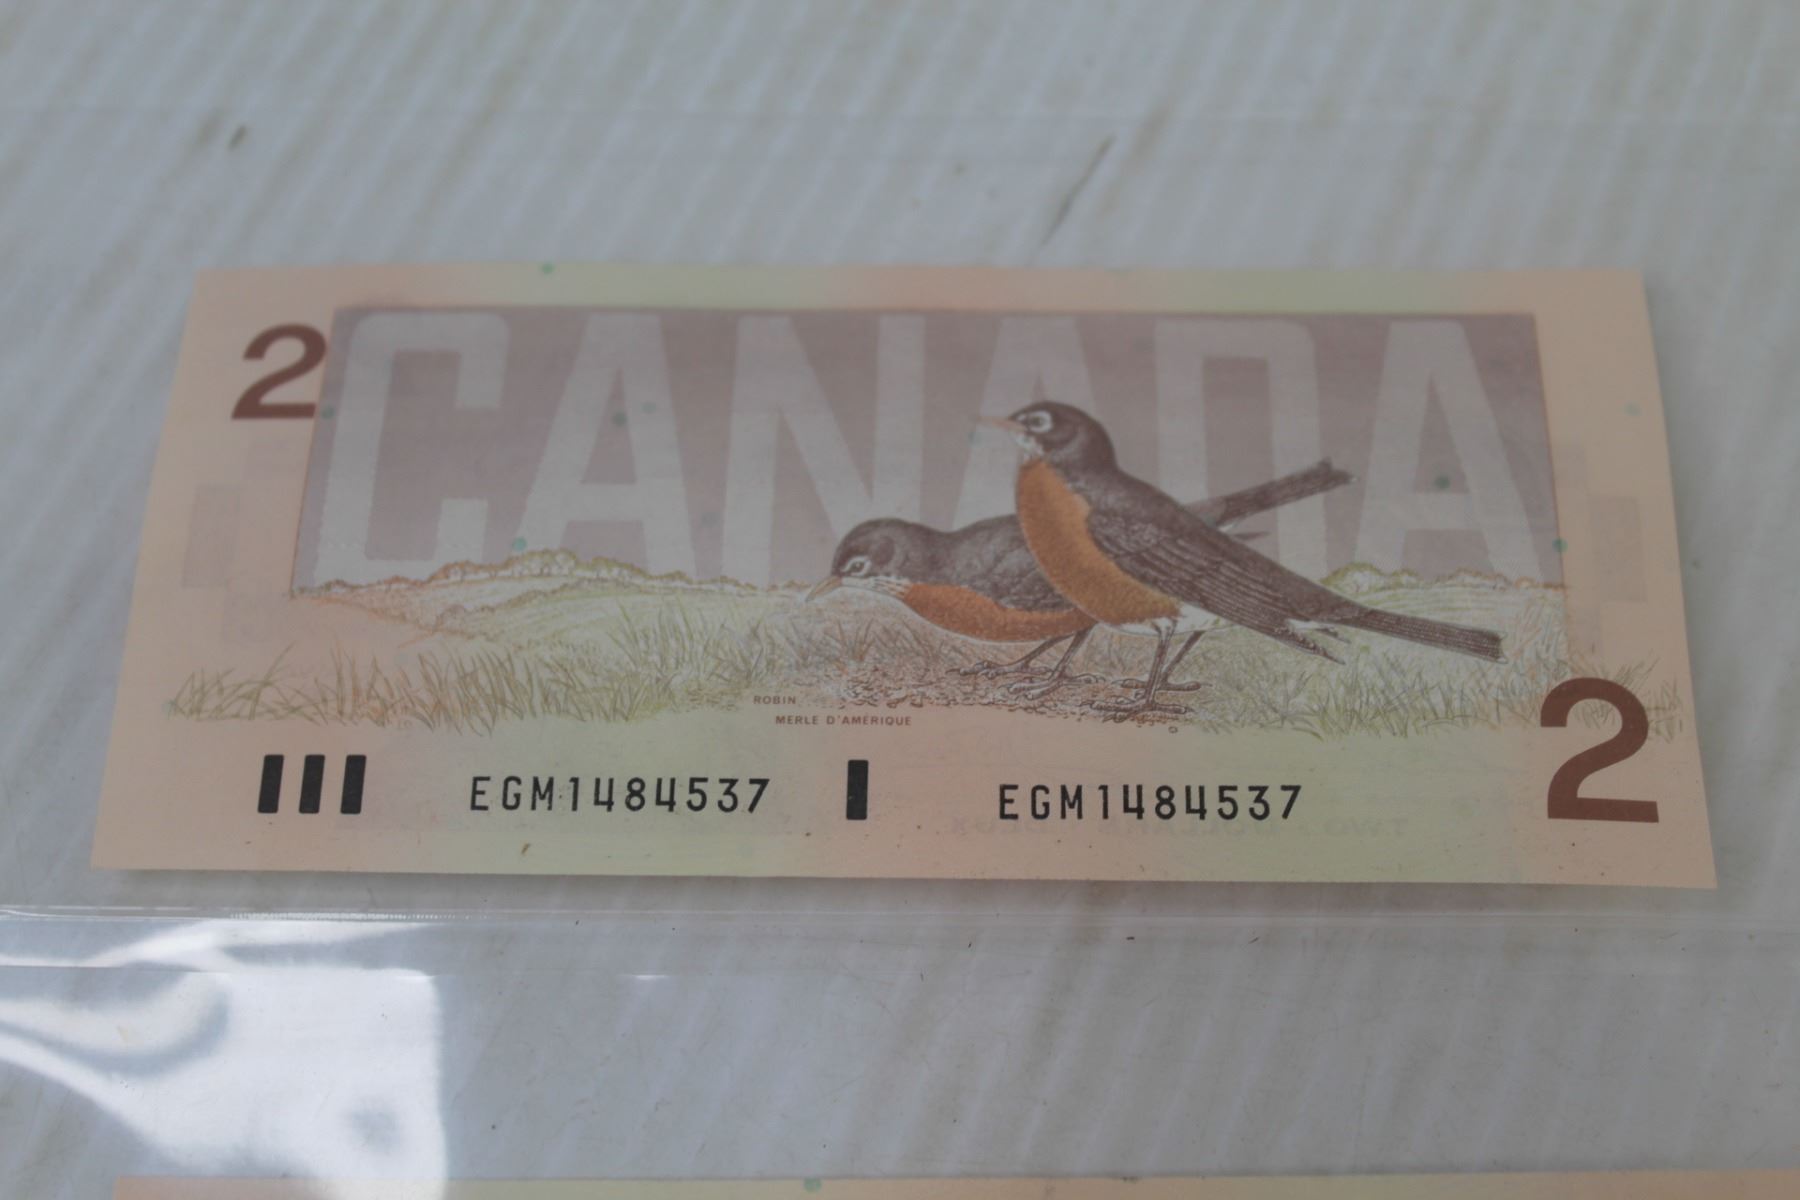 2
CANADA
ROBIN
MERLE D'AMÉRIQUE
EGM1484537 EGM1484537
2